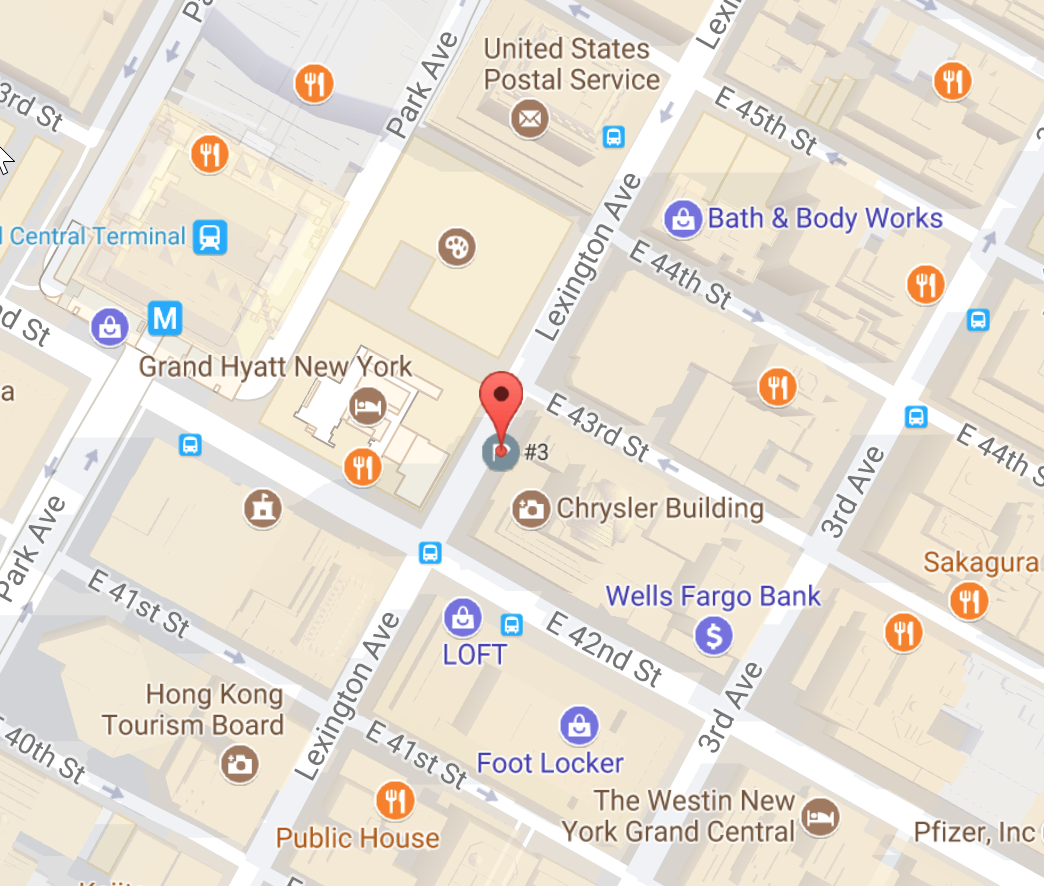 Park Ave
United States
Postal Service
E 45th St
3rd St
Central Terminal
Lexington Ave
Bath & Body Works
E 44th St
nd St
M
Grand Hyatt New York
E 43rd St
#3
3rd Ave
E 44th S
Chrysler Building
Park Ave
E 41st St
Wells Fargo Bank
$
Sakagura
LOFT
E 42nd St
Lexington Ave
Hong Kong
Tourism Board
40th St
3rd Ave
E 41st St
Foot Locker
Public House
The Westin New
York Grand Central
Pfizer, Inc